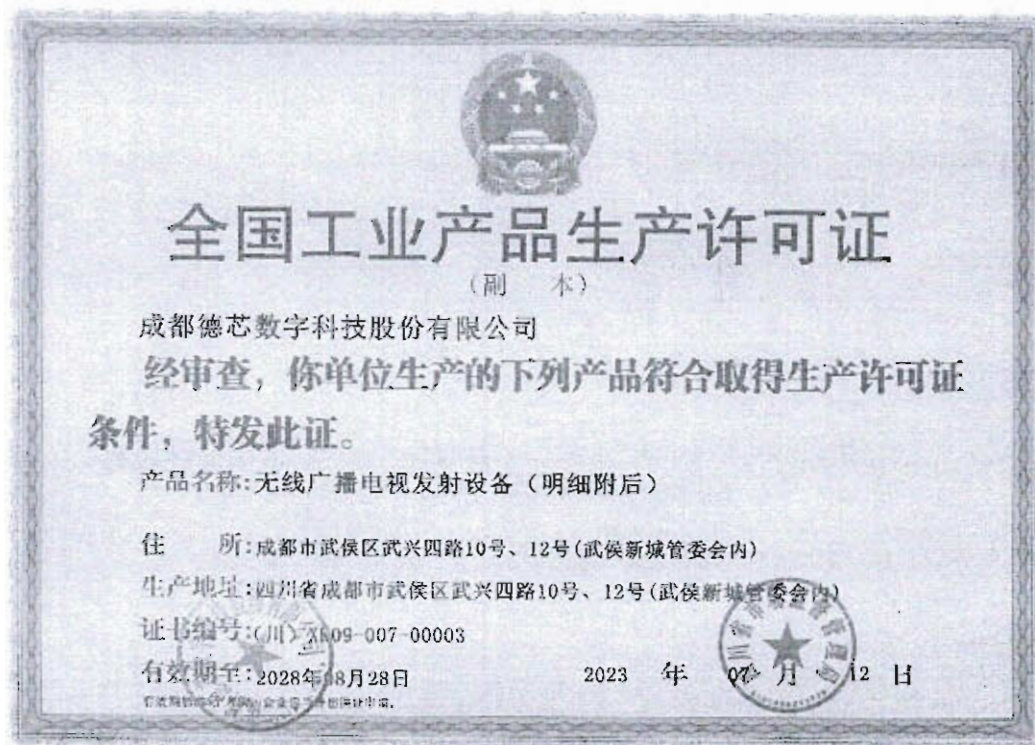 全国工业产品生产许可证
(副 本)
成都德芯数字科技股份有限公司
经审查，你单位生产的下列产品符合取得生产许可证
条件，特发此证。
产品名称:无线广播电视发射设备（明细附后）
住 所:成都市武侯区武兴四路10号、12号(武侯新城管委会内)
生产地址:四川省成都市武侯区武兴四路10号、12号(武侯新城管委会内)
证书编号:(川)XK09-007-00003
有效期至:2028年08月28日
2023 年 07 月 12 日